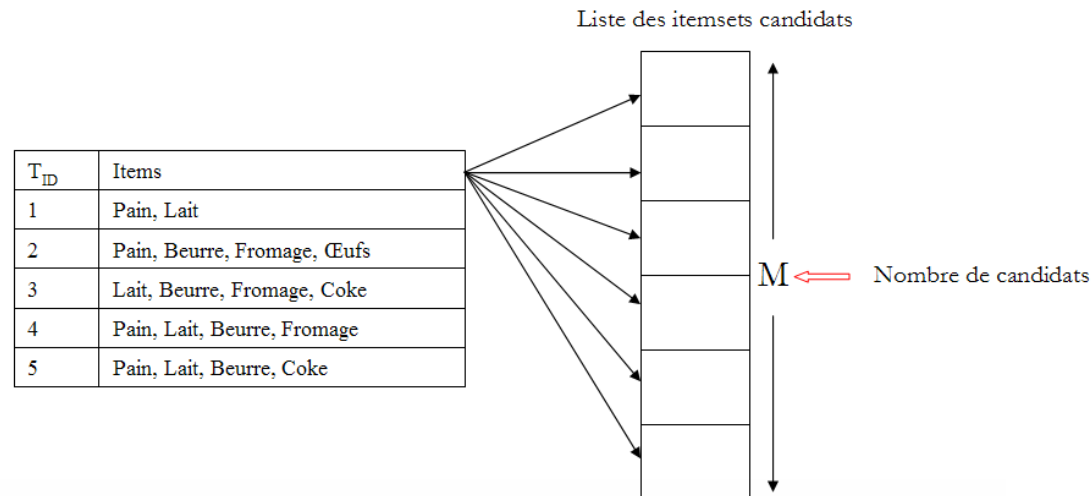 Liste des itemsets candidats
T_ID Items
1 Pain, Lait
2 Pain, Beurre, Fromage, Œufs
3 Lait, Beurre, Fromage, Coke
4 Pain, Lait, Beurre, Fromage
5 Pain, Lait, Beurre, Coke
M Nombre de candidats